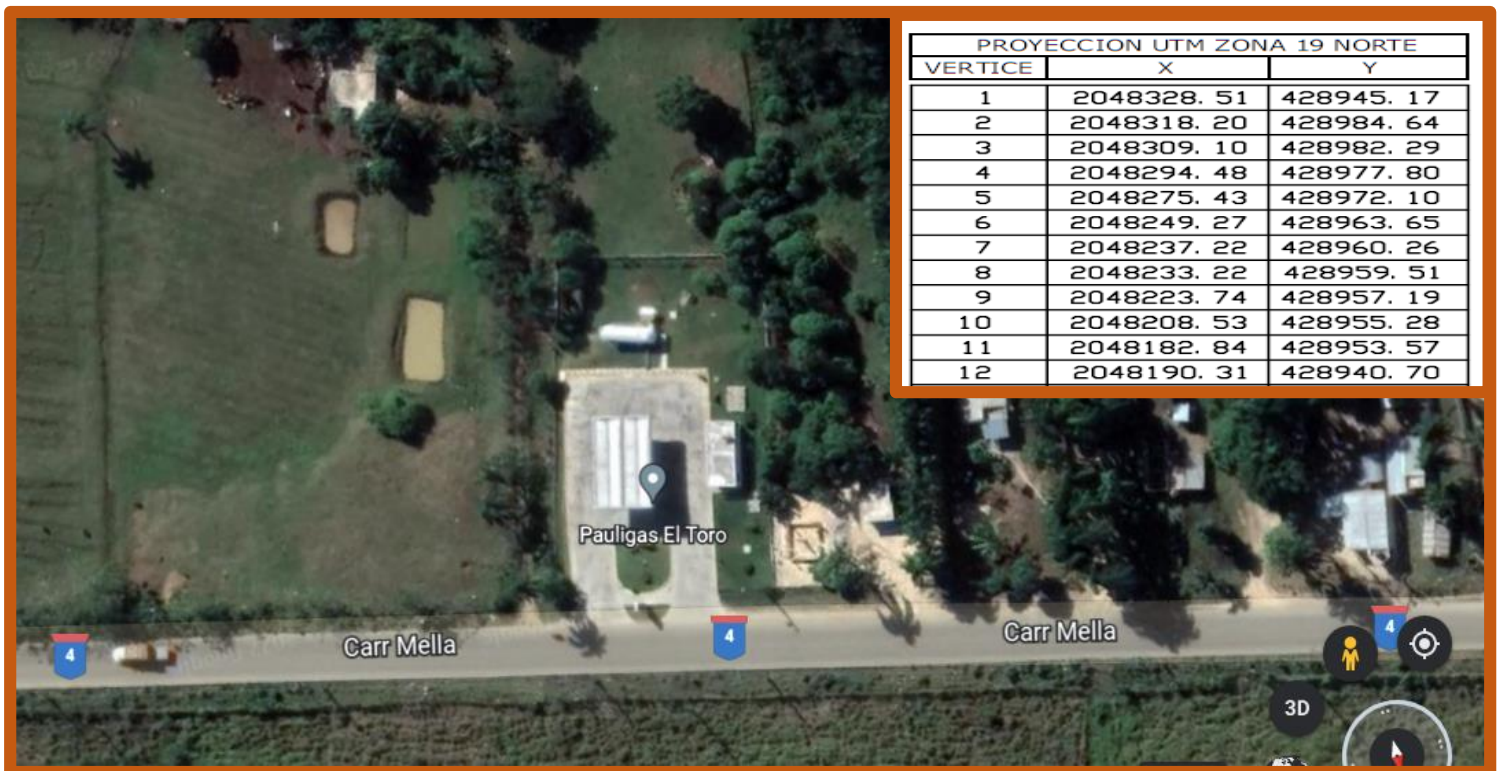 PROYECCION UTM ZONA 19 NORTE
VERTICE X Y
1 2048328. 51 428945. 17
2 2048318. 20 428984. 64
3 2048309. 10 428982. 29
4 2048294. 48 428977. 80
5 2048275. 43 428972. 10
6 2048249. 27 428963. 65
7 2048237. 22 428960. 26
8 2048233. 22 428959. 51
9 2048223. 74 428957. 19
10 2048208. 53 428955. 28
11 2048182. 84 428953. 57
12 2048190. 31 428940. 70
Pauligas El Toro
4 Carr Mella 4 Carr Mella 4
3D